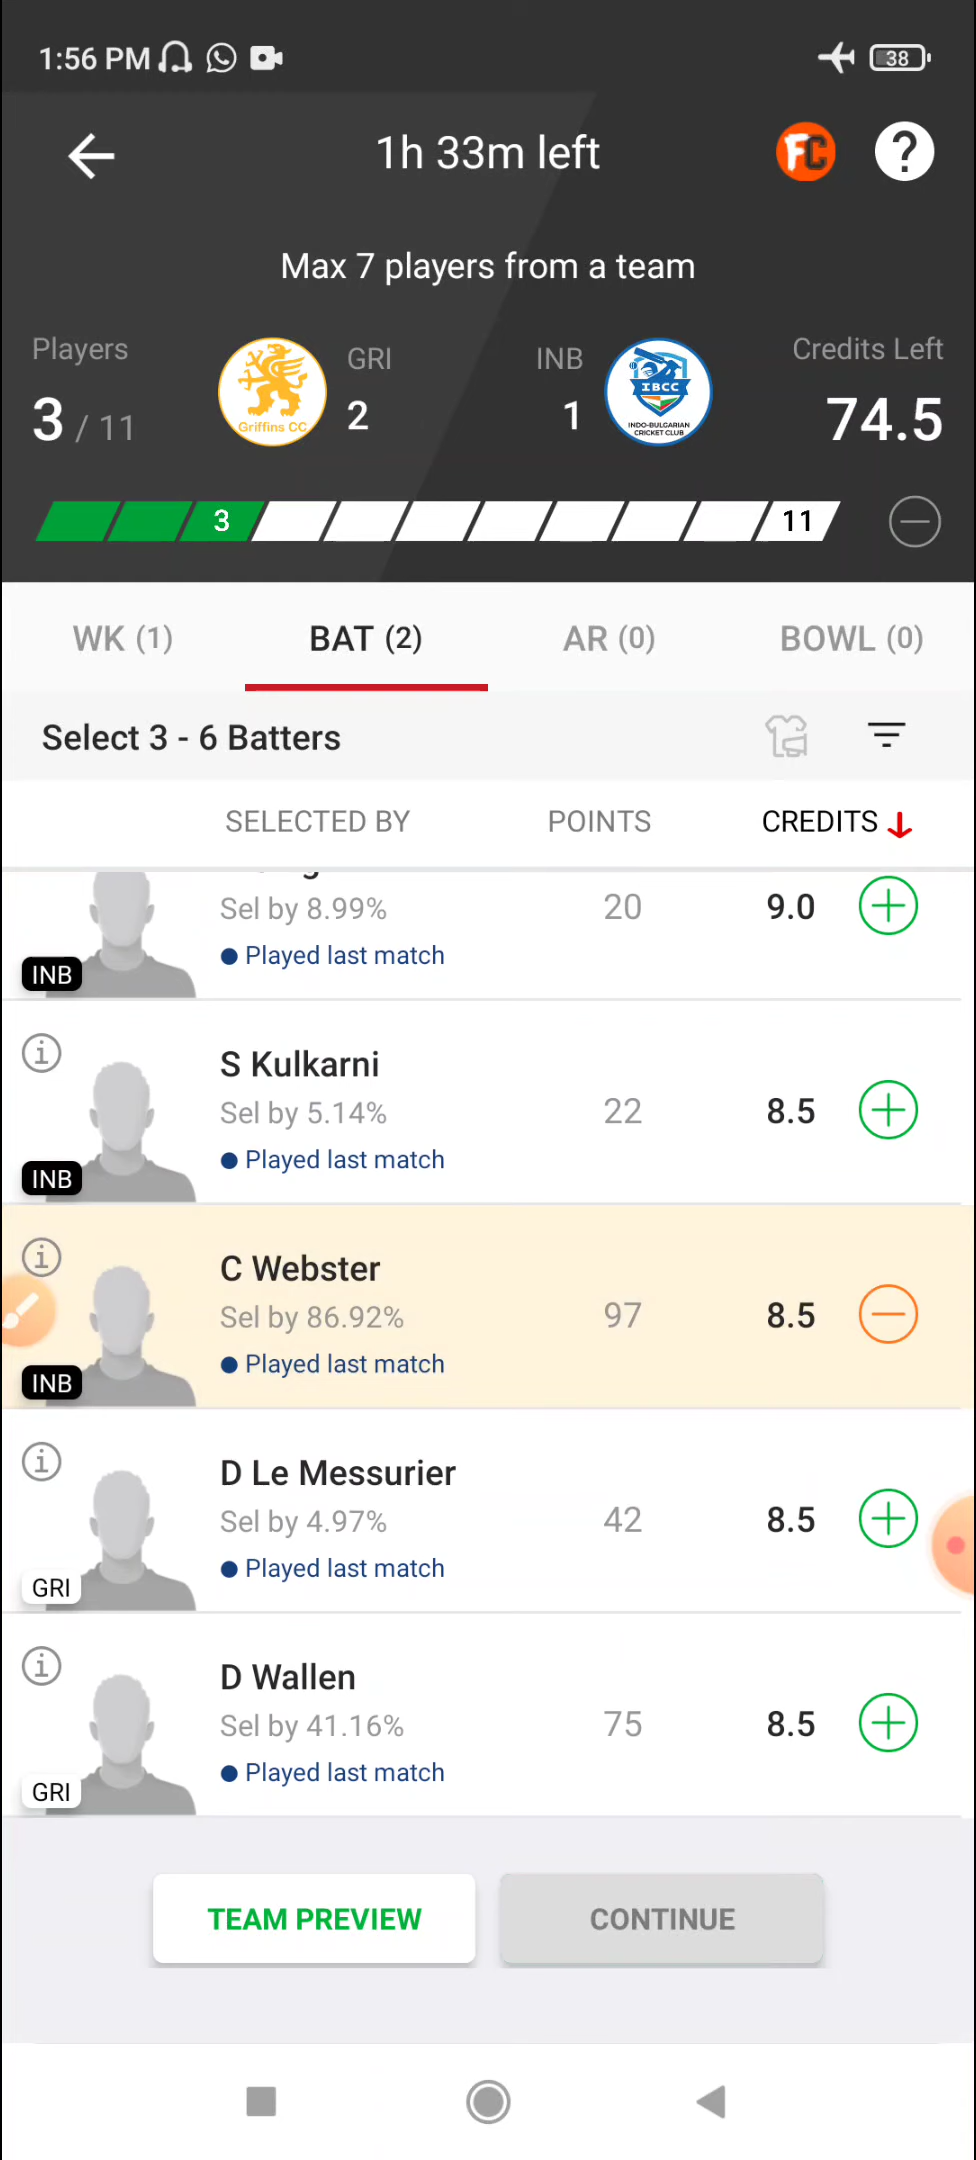 1:56 PM
38
1h 33m left
FC
?
Max 7 players from a team
Players
GRI
INB
Credits Left
3 / 11
2
1
74.5
Griffins CC
IBCC
INDO-BULGARIAN
CRICKET CLUB
3
11
WK (1)
BAT (2)
AR (0)
BOWL (0)
Select 3 - 6 Batters
SELECTED BY
POINTS
CREDITS
Sel by 8.99%
20
9.0
Played last match
INB
i
S Kulkarni
Sel by 5.14%
22
8.5
Played last match
INB
i
C Webster
Sel by 86.92%
97
8.5
Played last match
INB
i
D Le Messurier
Sel by 4.97%
42
8.5
Played last match
GRI
i
D Wallen
Sel by 41.16%
75
8.5
Played last match
GRI
TEAM PREVIEW
CONTINUE